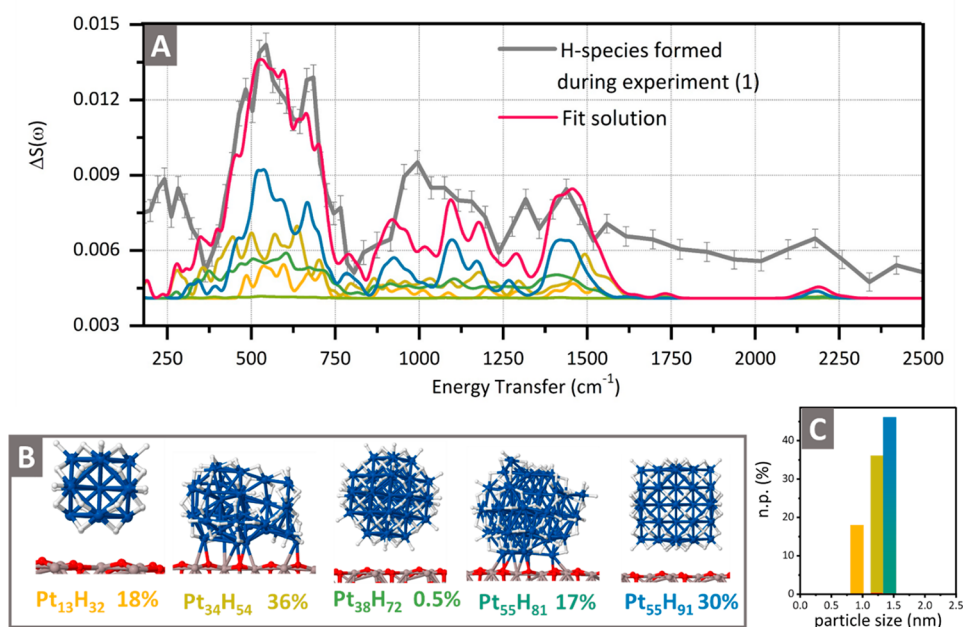 A
0.015
0.012
0.009
0.006
0.003
ΔS(ω)
H-species formed
during experiment (1)
Fit solution
250 500 750 1000 1250 1500 1750 2000 2250 2500
Energy Transfer (cm⁻¹)
B
Pt₁₃H₃₂ 18%
Pt₃₄H₅₄ 36%
Pt₃₈H₇₂ 0.5%
Pt₅₅H₈₁ 17%
Pt₅₅H₉₁ 30%
C
40
30
20
10
0
n.p. (%)
0.0 0.5 1.0 1.5 2.0 2.5
particle size (nm)